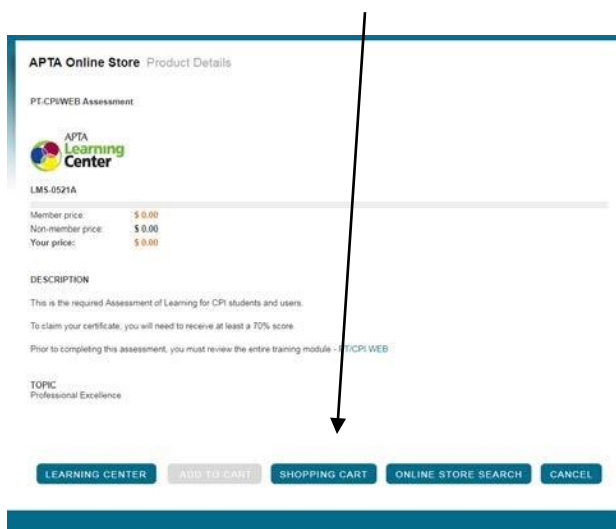 APTA Online Store Product Details
PT-CPI/WEB Assessment
APTA
Learning
Center
LMS-0521A
Member price: $ 0.00
Non-member price: $ 0.00
Your price: $ 0.00
DESCRIPTION
This is the required Assessment of Learning for CPI students and users.
To claim your certificate, you will need to receive at least a 70% score.
Prior to completing this assessment, you must review the entire training module - PT/CPI WEB
TOPIC
Professional Excellence
LEARNING CENTER ADD TO CART SHOPPING CART ONLINE STORE SEARCH CANCEL